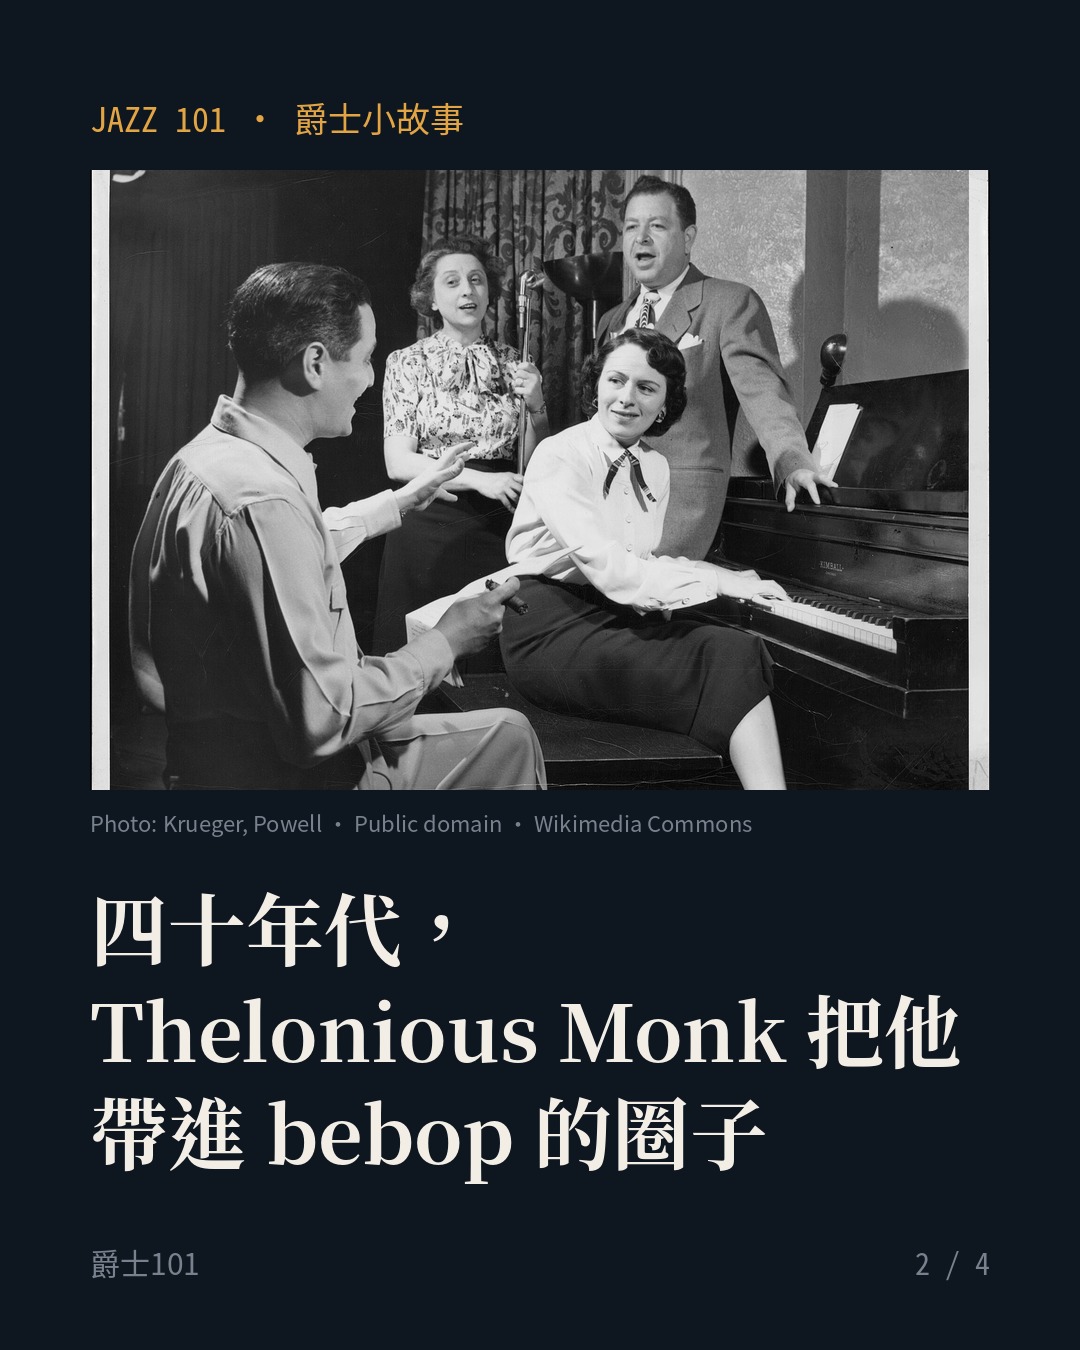 JAZZ 101 ・ 爵士小故事
KIMBALL
Photo: Krueger, Powell ・ Public domain ・ Wikimedia Commons
四十年代，
Thelonious Monk 把他
帶進 bebop 的圈子
爵士101
2 / 4